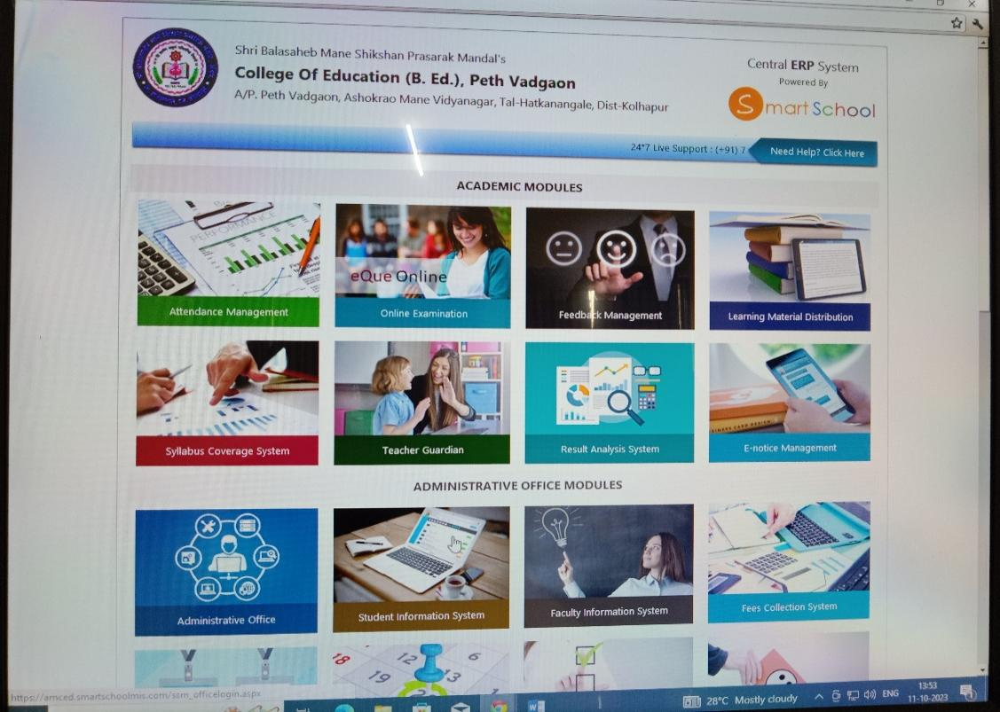 Shri Balasaheb Mane Shikshan Prasarak Mandal's
College Of Education (B. Ed.), Peth Vadgaon
A/P. Peth Vadgaon, Ashokrao Mane Vidyanagar, Tal-Hatkanangale, Dist-Kolhapur
Central ERP System
Powered By
SmartSchool
24*7 Live Support : (+91) 7
Need Help? Click Here
ACADEMIC MODULES
PERFORMANCE
eQue Online
Attendance Management
Online Examination
Feedback Management
Learning Material Distribution
Syllabus Coverage System
Teacher Guardian
Result Analysis System
E-notice Management
ADMINISTRATIVE OFFICE MODULES
Administrative Office
Student Information System
Faculty Information System
Fees Collection System
18 12 6
19 13
https://amced.smartschoolmis.com/ssm_officelogin.aspx
28°C Mostly cloudy
ENG
13:53
11-10-2023